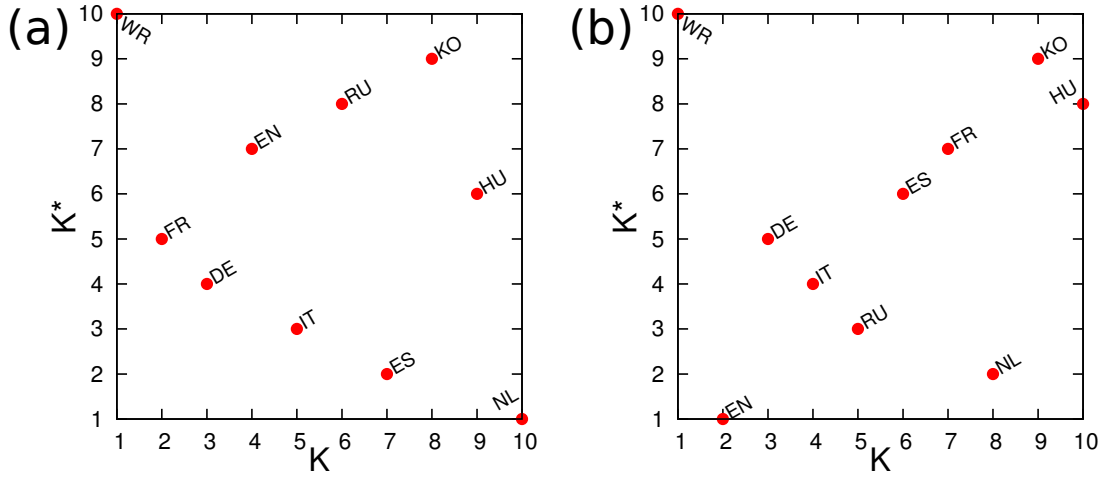 (a)
10
9
8
7
6
5
4
3
2
1
K*
WR
KO
RU
EN
HU
FR
DE
IT
ES
NL
1 2 3 4 5 6 7 8 9 10
K
(b)
10
9
8
7
6
5
4
3
2
1
K*
WR
KO
HU
FR
ES
DE
IT
RU
NL
EN
1 2 3 4 5 6 7 8 9 10
K